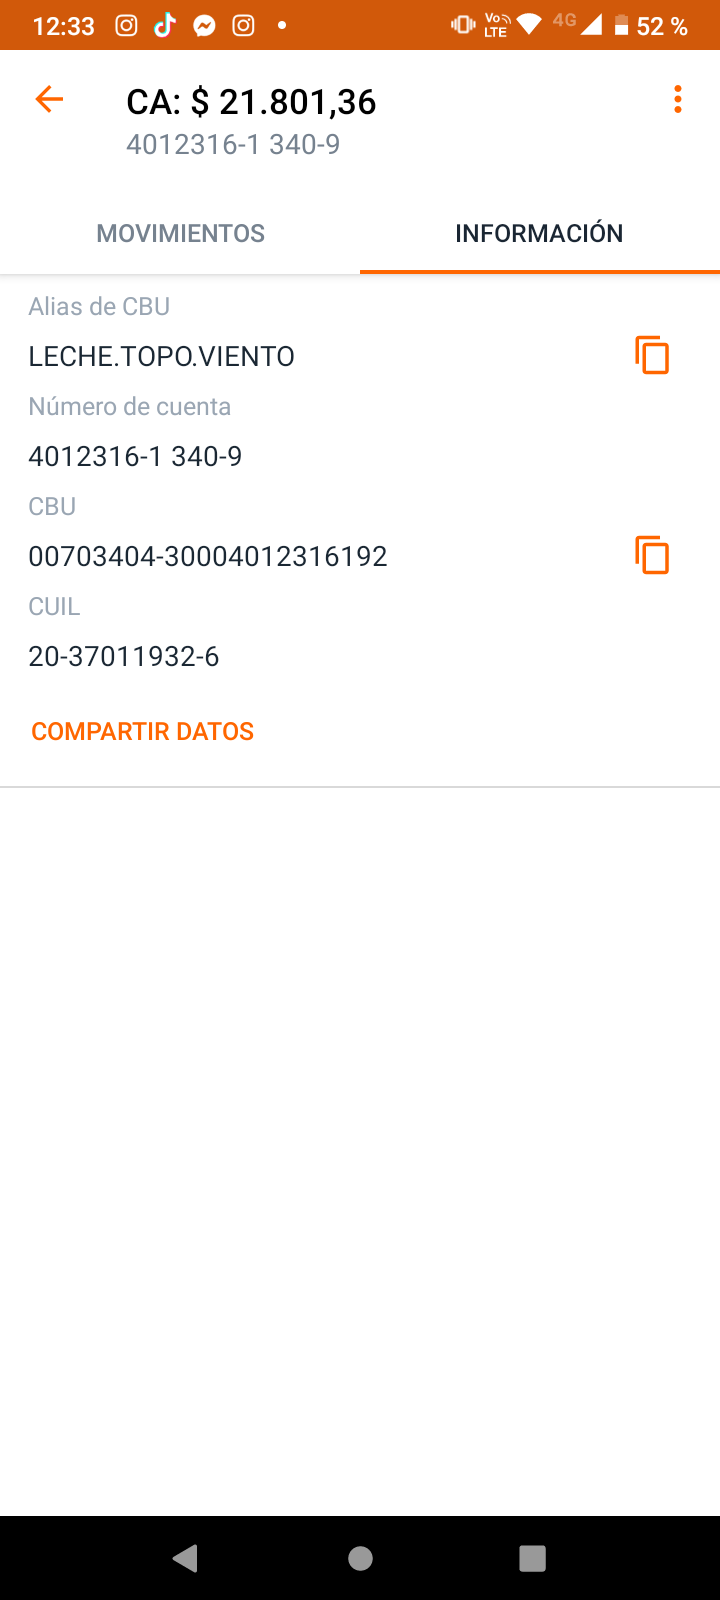 12:33
Vo LTE 4G 52 %
CA: $ 21.801,36
4012316-1 340-9
MOVIMIENTOS INFORMACIÓN
Alias de CBU
LECHE.TOPO.VIENTO
Número de cuenta
4012316-1 340-9
CBU
00703404-30004012316192
CUIL
20-37011932-6
COMPARTIR DATOS